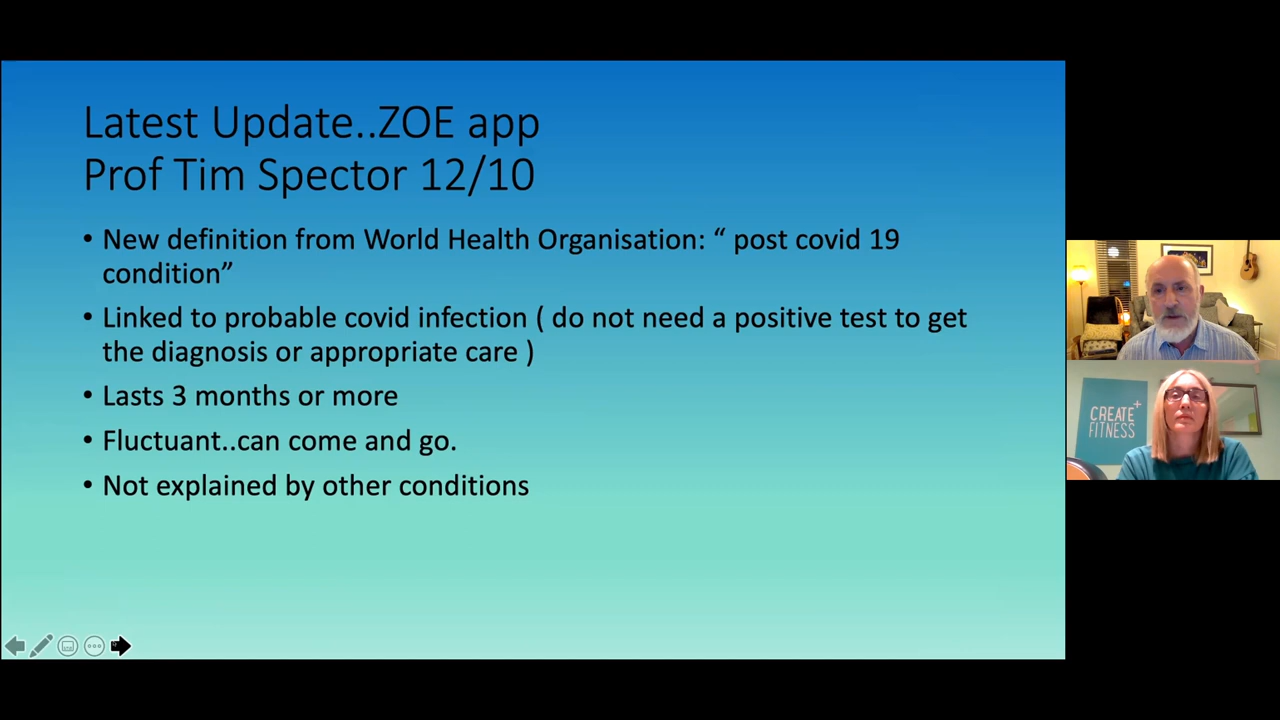 Latest Update..ZOE app
Prof Tim Spector 12/10
• New definition from World Health Organisation: “ post covid 19
condition”
• Linked to probable covid infection ( do not need a positive test to get
the diagnosis or appropriate care )
• Lasts 3 months or more
• Fluctuant..can come and go.
• Not explained by other conditions
CREATE+
FITNESS